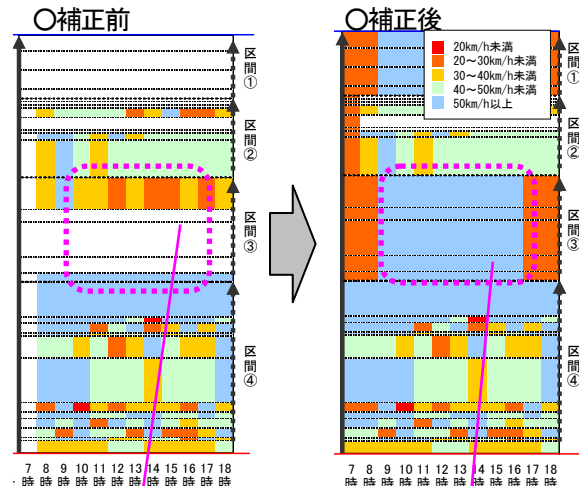 ○補正前
区間①
区間②
区間③
区間④
7時 8時 9時 10時 11時 12時 13時 14時 15時 16時 17時 18時
○補正後
20km/h未満
20～30km/h未満
30～40km/h未満
40～50km/h未満
50km/h以上
区間①
区間②
区間③
区間④
7時 8時 9時 10時 11時 12時 13時 14時 15時 16時 17時 18時